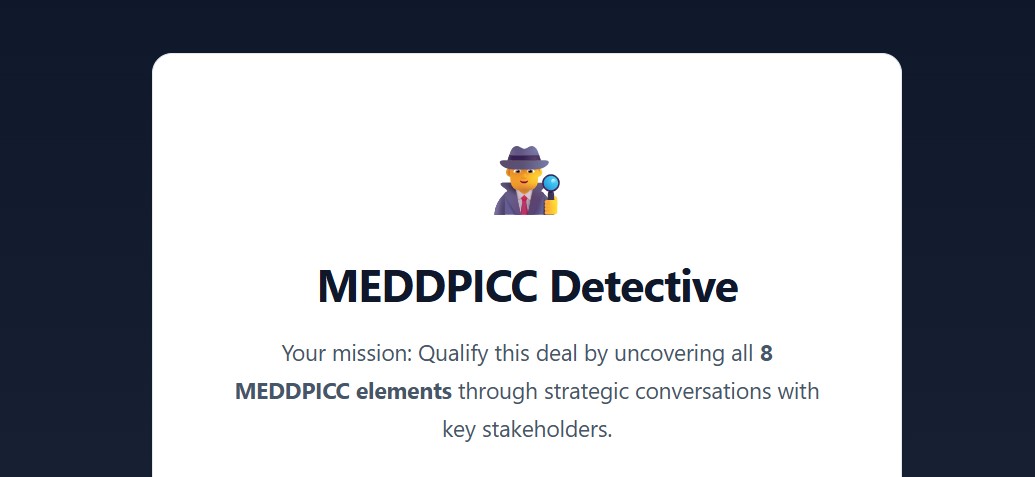 MEDDPICC Detective
Your mission: Qualify this deal by uncovering all 8
MEDDPICC elements through strategic conversations with
key stakeholders.